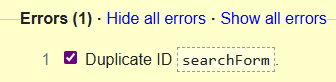 Errors (1) · Hide all errors · Show all errors
1 Duplicate ID searchForm.